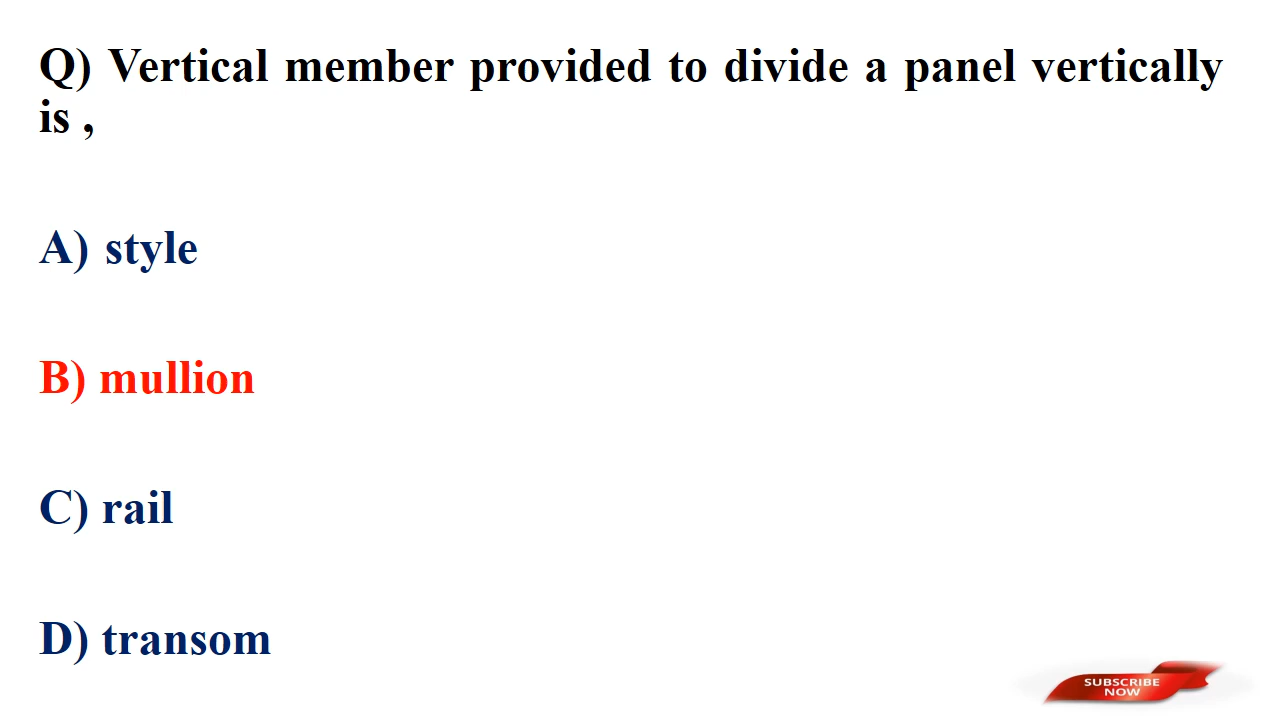 Q) Vertical member provided to divide a panel vertically
is ,
A) style
B) mullion
C) rail
D) transom
SUBSCRIBE
NOW